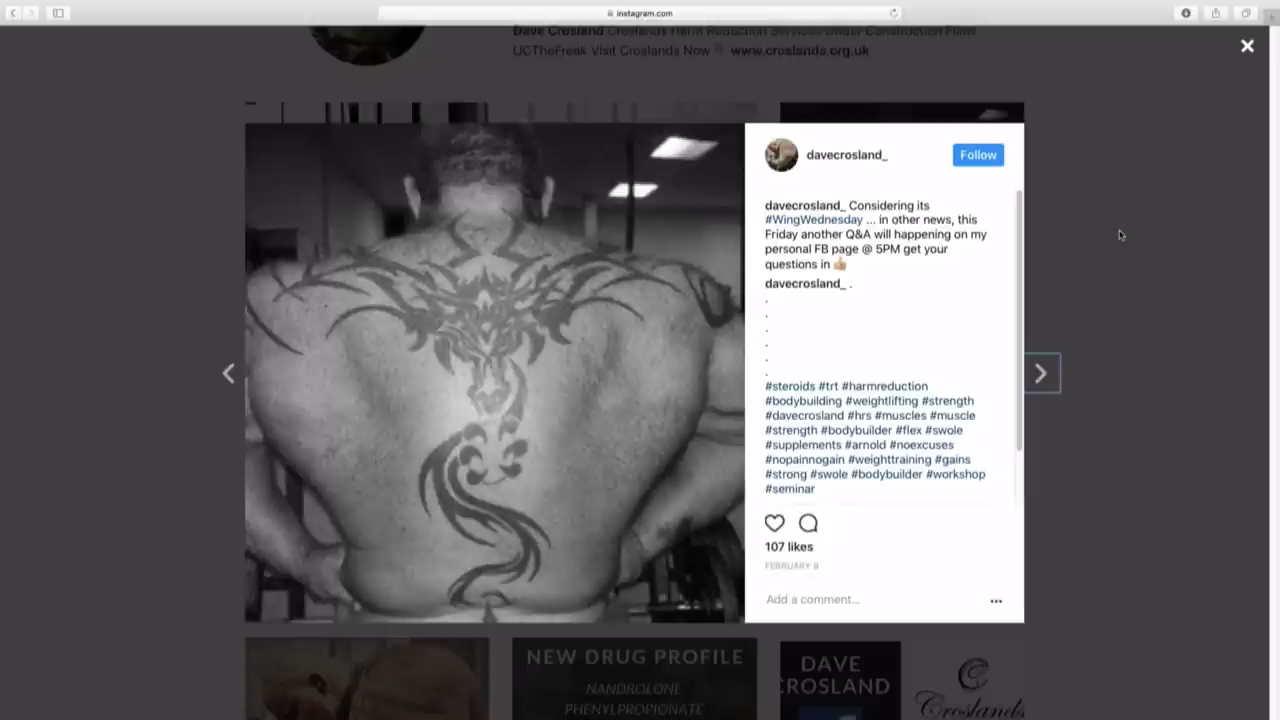 instagram.com
Dave Crosland Croslands Harm Reduction Services Under Construction Films
UCTheFreak Visit Croslands Now www.croslands.org.uk
davecrosland_
Follow
davecrosland_ Considering its
#WingWednesday ... in other news, this
Friday another Q&A will happening on my
personal FB page @ 5PM get your
questions in 👍🏼
davecrosland_ .
.
.
.
.
.
.
#steroids #trt #harmreduction
#bodybuilding #weightlifting #strength
#davecrosland #hrs #muscles #muscle
#strength #bodybuilder #flex #swole
#supplements #arnold #noexcuses
#nopainnogain #weighttraining #gains
#strong #swole #bodybuilder #workshop
#seminar
107 likes
FEBRUARY 8
Add a comment...
NEW DRUG PROFILE
NANDROLONE
PHENYLPROPIONATE
DAVE
CROSLAND
Croslands